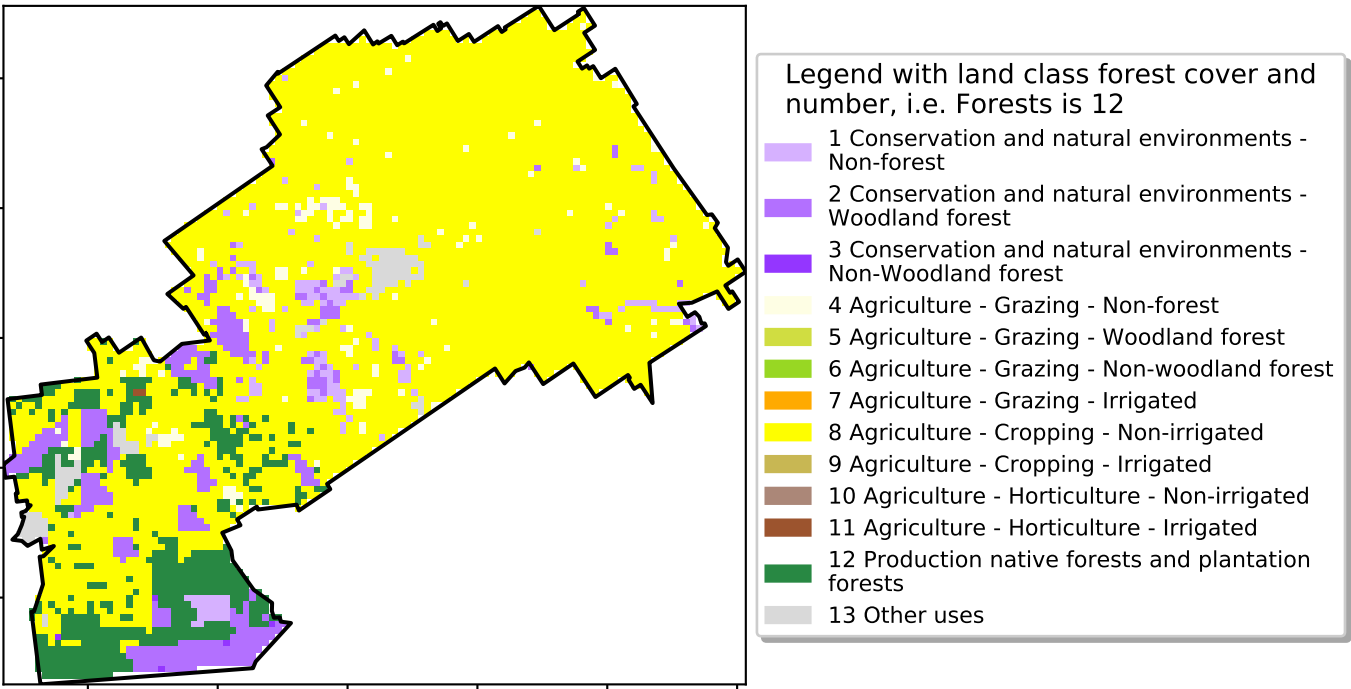 Legend with land class forest cover and
number, i.e. Forests is 12
1 Conservation and natural environments -
Non-forest
2 Conservation and natural environments -
Woodland forest
3 Conservation and natural environments -
Non-Woodland forest
4 Agriculture - Grazing - Non-forest
5 Agriculture - Grazing - Woodland forest
6 Agriculture - Grazing - Non-woodland forest
7 Agriculture - Grazing - Irrigated
8 Agriculture - Cropping - Non-irrigated
9 Agriculture - Cropping - Irrigated
10 Agriculture - Horticulture - Non-irrigated
11 Agriculture - Horticulture - Irrigated
12 Production native forests and plantation
forests
13 Other uses